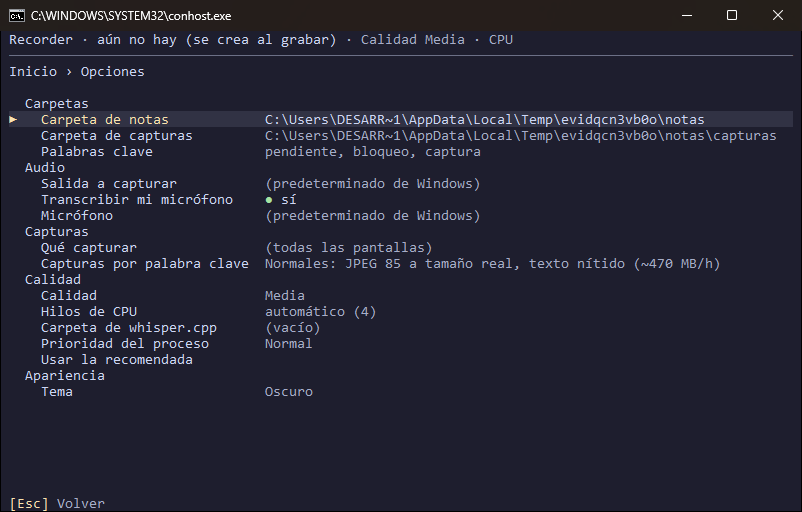 C:\WINDOWS\SYSTEM32\conhost.exe
Recorder · aún no hay (se crea al grabar) · Calidad Media · CPU
Inicio › Opciones
Carpetas
► Carpeta de notas C:\Users\DESARR~1\AppData\Local\Temp\evidqcn3vb0o\notas
Carpeta de capturas C:\Users\DESARR~1\AppData\Local\Temp\evidqcn3vb0o\notas\capturas
Palabras clave pendiente, bloqueo, captura
Audio
Salida a capturar (predeterminado de Windows)
Transcribir mi micrófono ● sí
Micrófono (predeterminado de Windows)
Capturas
Qué capturar (todas las pantallas)
Capturas por palabra clave Normales: JPEG 85 a tamaño real, texto nítido (~470 MB/h)
Calidad
Calidad Media
Hilos de CPU automático (4)
Carpeta de whisper.cpp (vacío)
Prioridad del proceso Normal
Usar la recomendada
Apariencia
Tema Oscuro
[Esc] Volver